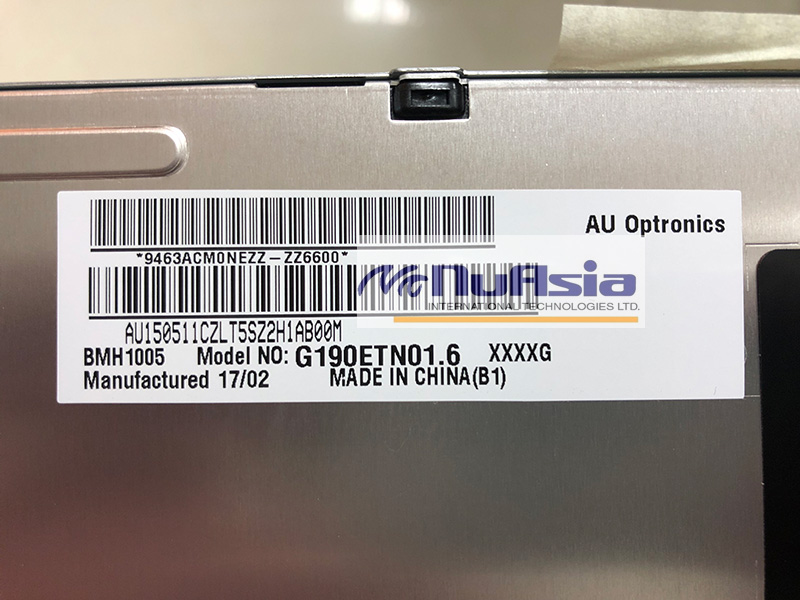 AU Optronics
*9463ACM0NEZZ-ZZ6600*
NuAsia
INTERNATIONAL TECHNOLOGIES LTD.
AU150511CZLT5SZ2H1AB00M
BMH1005 Model NO: G190ETN01.6 XXXXG
Manufactured 17/02 MADE IN CHINA(B1)